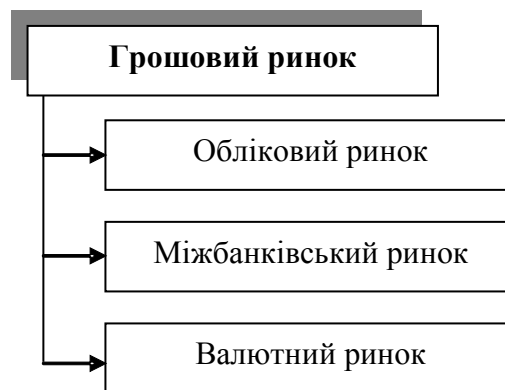 Грошовий ринок
Обліковий ринок
Міжбанківський ринок
Валютний ринок